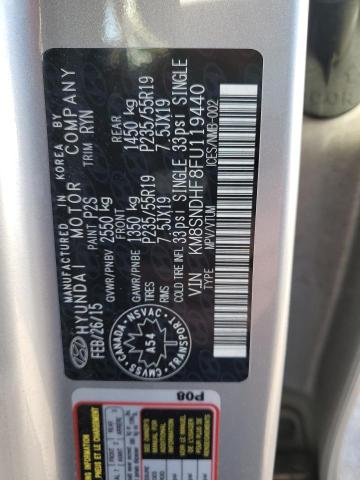 MANUFACTURED IN KOREA BY
HYUNDAI MOTOR COMPANY
FEB/26/15 PAINT P2S TRIM RYN
GVWR/PNBV 2550 kg
FRONT REAR
GAWR/PNBE 1350 kg 1450 kg
TIRES P235/55R19 P235/55R19
RIMS 7.5JX19 7.5JX19
COLD INFL PRESS 33psi SINGLE 33psi SINGLE
VIN KM8SNDHF8FU119440
TYPE MPV/VTUM ICES/NMB-002
CANADA NSVAC
A54
CMVSS TRANSPORT
P08